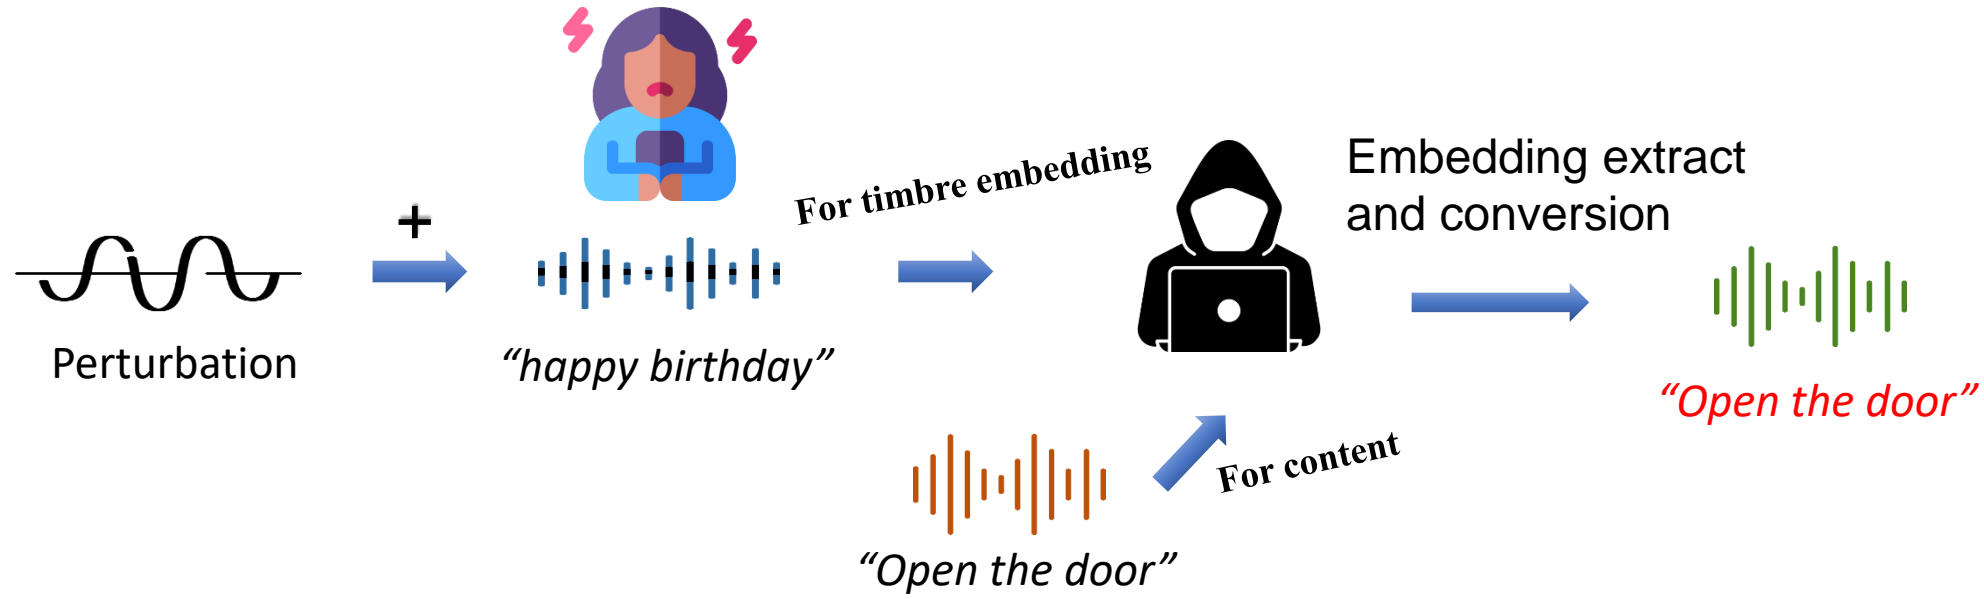 +
Perturbation
“happy birthday”
For timbre embedding
“Open the door”
For content
Embedding extract
and conversion
“Open the door”